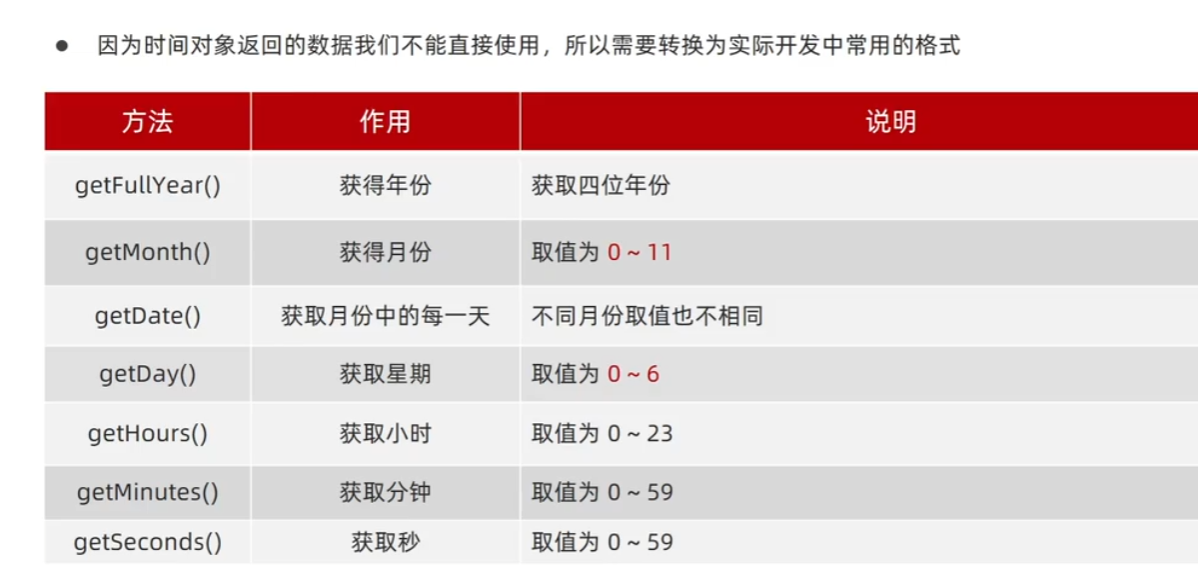 ● 因为时间对象返回的数据我们不能直接使用，所以需要转换为实际开发中常用的格式
方法 作用 说明
getFullYear() 获得年份 获取四位年份
getMonth() 获得月份 取值为 0 ~ 11
getDate() 获取月份中的每一天 不同月份取值也不相同
getDay() 获取星期 取值为 0 ~ 6
getHours() 获取小时 取值为 0 ~ 23
getMinutes() 获取分钟 取值为 0 ~ 59
getSeconds() 获取秒 取值为 0 ~ 59